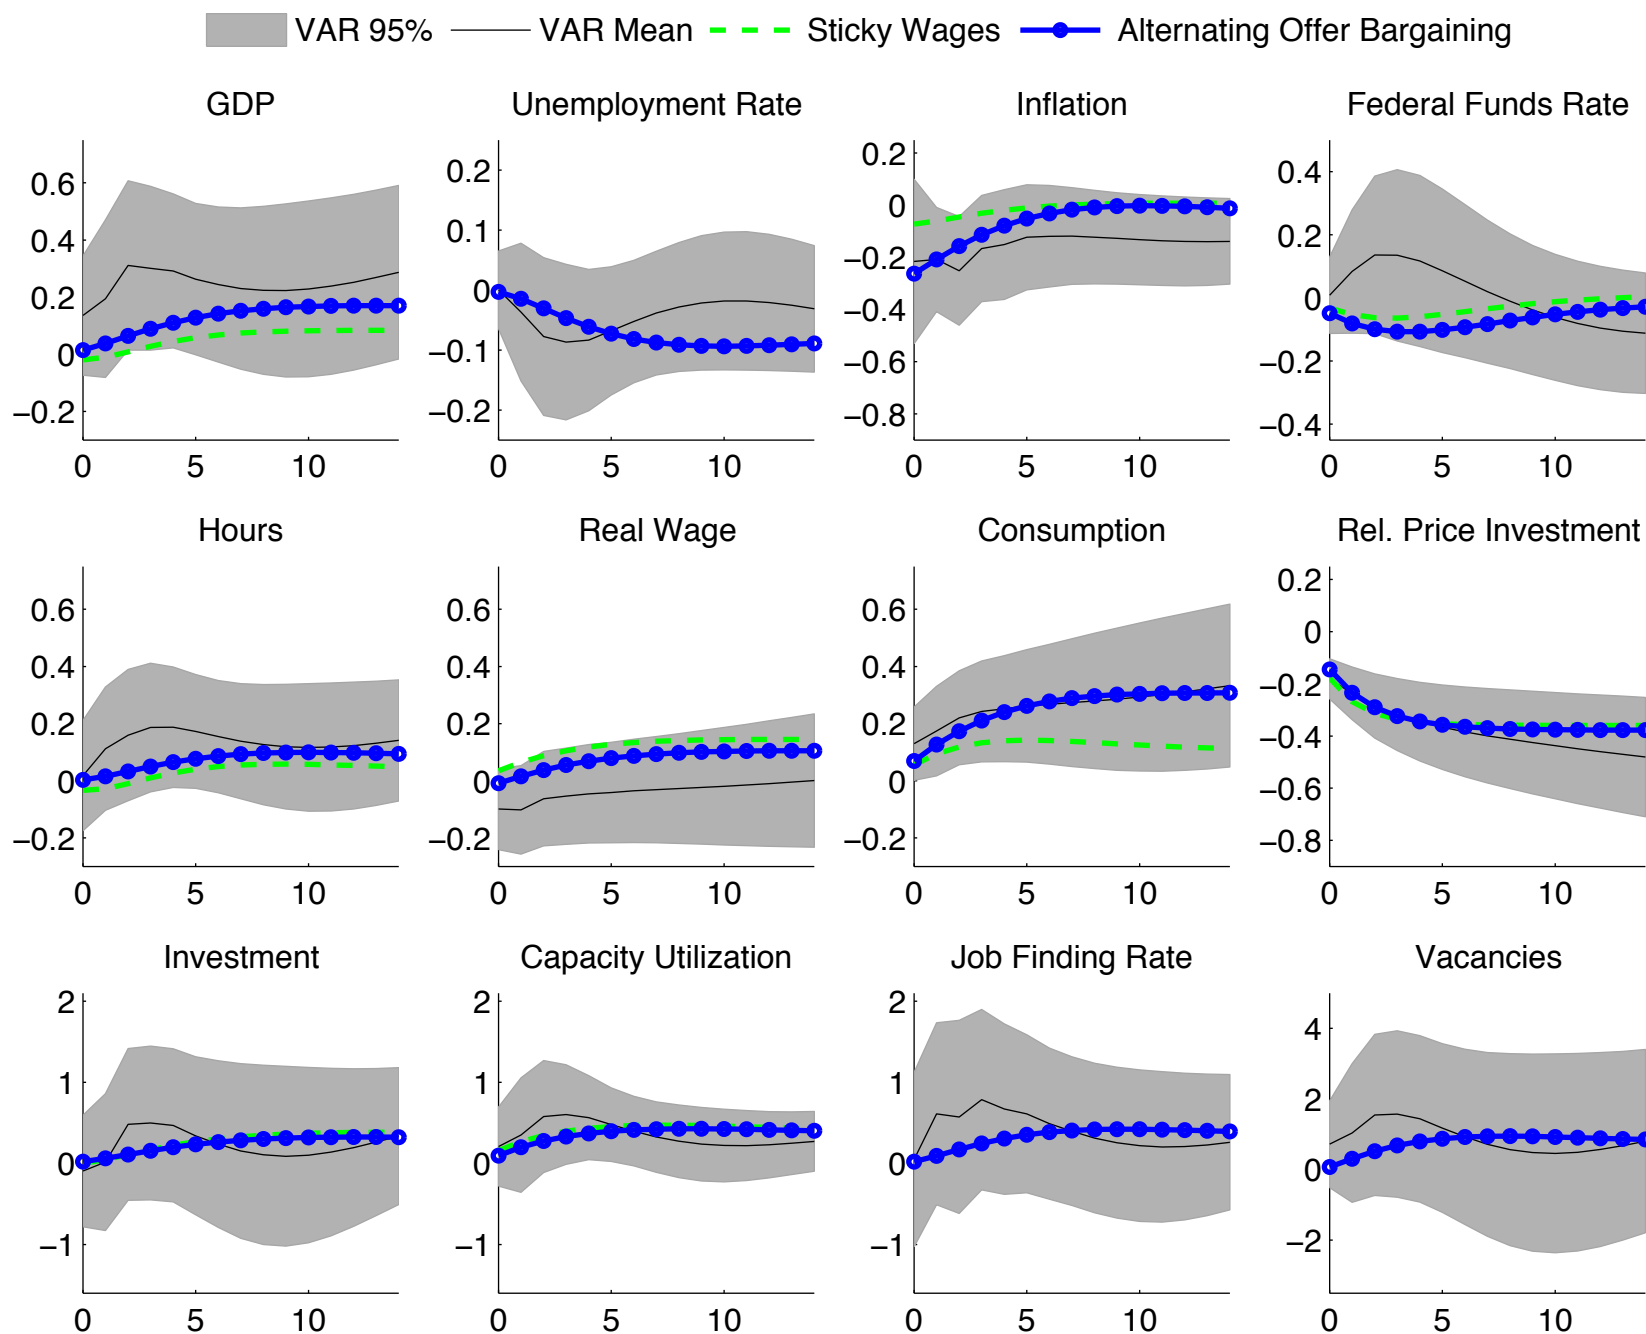 VAR 95% VAR Mean Sticky Wages Alternating Offer Bargaining
GDP Unemployment Rate Inflation Federal Funds Rate
0.6 0.4 0.2 0 −0.2
0.2 0.1 0 −0.1 −0.2
0.2 0 −0.2 −0.4 −0.6 −0.8
0.4 0.2 0 −0.2 −0.4
0 5 10 0 5 10 0 5 10 0 5 10
Hours Real Wage Consumption Rel. Price Investment
0.6 0.4 0.2 0 −0.2
0.6 0.4 0.2 0 −0.2
0.6 0.4 0.2 0 −0.2
0.2 0 −0.2 −0.4 −0.6 −0.8
0 5 10 0 5 10 0 5 10 0 5 10
Investment Capacity Utilization Job Finding Rate Vacancies
2 1 0 −1
2 1 0 −1
2 1 0 −1
4 2 0 −2
0 5 10 0 5 10 0 5 10 0 5 10